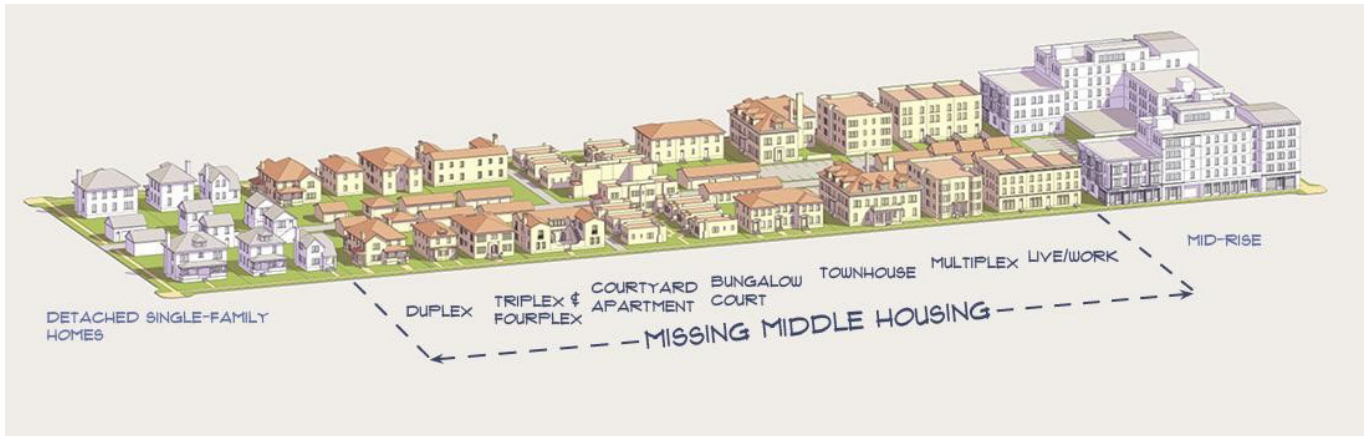 DETACHED SINGLE-FAMILY
HOMES
DUPLEX
TRIPLEX &
FOURPLEX
COURTYARD
APARTMENT
BUNGALOW
COURT
TOWNHOUSE
MULTIPLEX
LIVE/WORK
MID-RISE
MISSING MIDDLE HOUSING